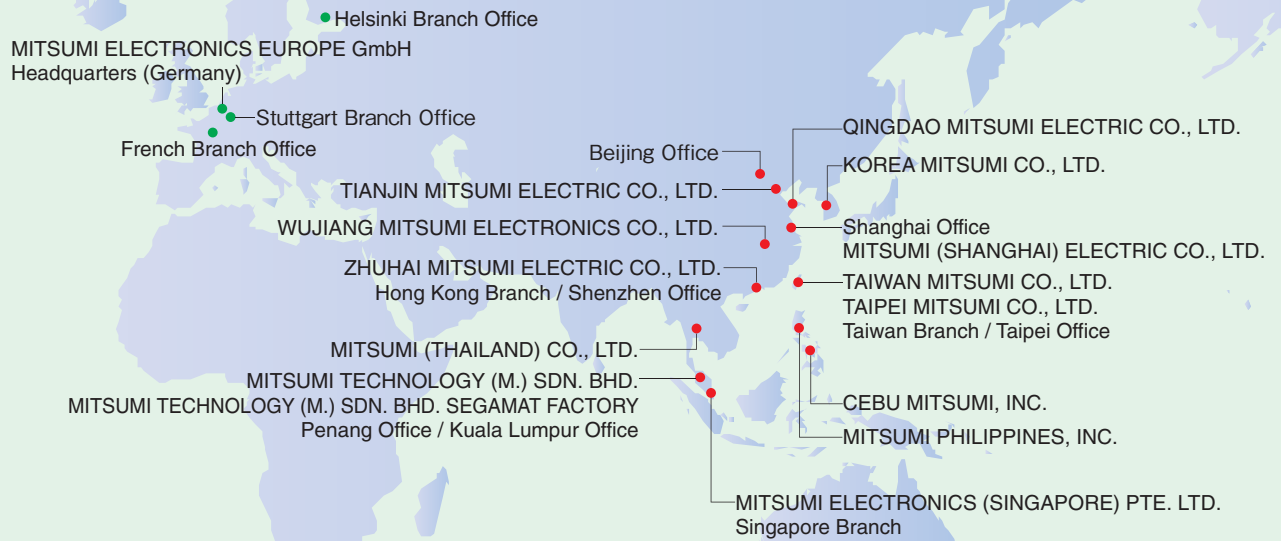 Helsinki Branch Office
MITSUMI ELECTRONICS EUROPE GmbH
Headquarters (Germany)
Stuttgart Branch Office
French Branch Office
Beijing Office
TIANJIN MITSUMI ELECTRIC CO., LTD.
WUJIANG MITSUMI ELECTRONICS CO., LTD.
ZHUHAI MITSUMI ELECTRIC CO., LTD.
Hong Kong Branch / Shenzhen Office
MITSUMI (THAILAND) CO., LTD.
MITSUMI TECHNOLOGY (M.) SDN. BHD.
MITSUMI TECHNOLOGY (M.) SDN. BHD. SEGAMAT FACTORY
Penang Office / Kuala Lumpur Office
QINGDAO MITSUMI ELECTRIC CO., LTD.
KOREA MITSUMI CO., LTD.
Shanghai Office
MITSUMI (SHANGHAI) ELECTRIC CO., LTD.
TAIWAN MITSUMI CO., LTD.
TAIPEI MITSUMI CO., LTD.
Taiwan Branch / Taipei Office
CEBU MITSUMI, INC.
MITSUMI PHILIPPINES, INC.
MITSUMI ELECTRONICS (SINGAPORE) PTE. LTD.
Singapore Branch